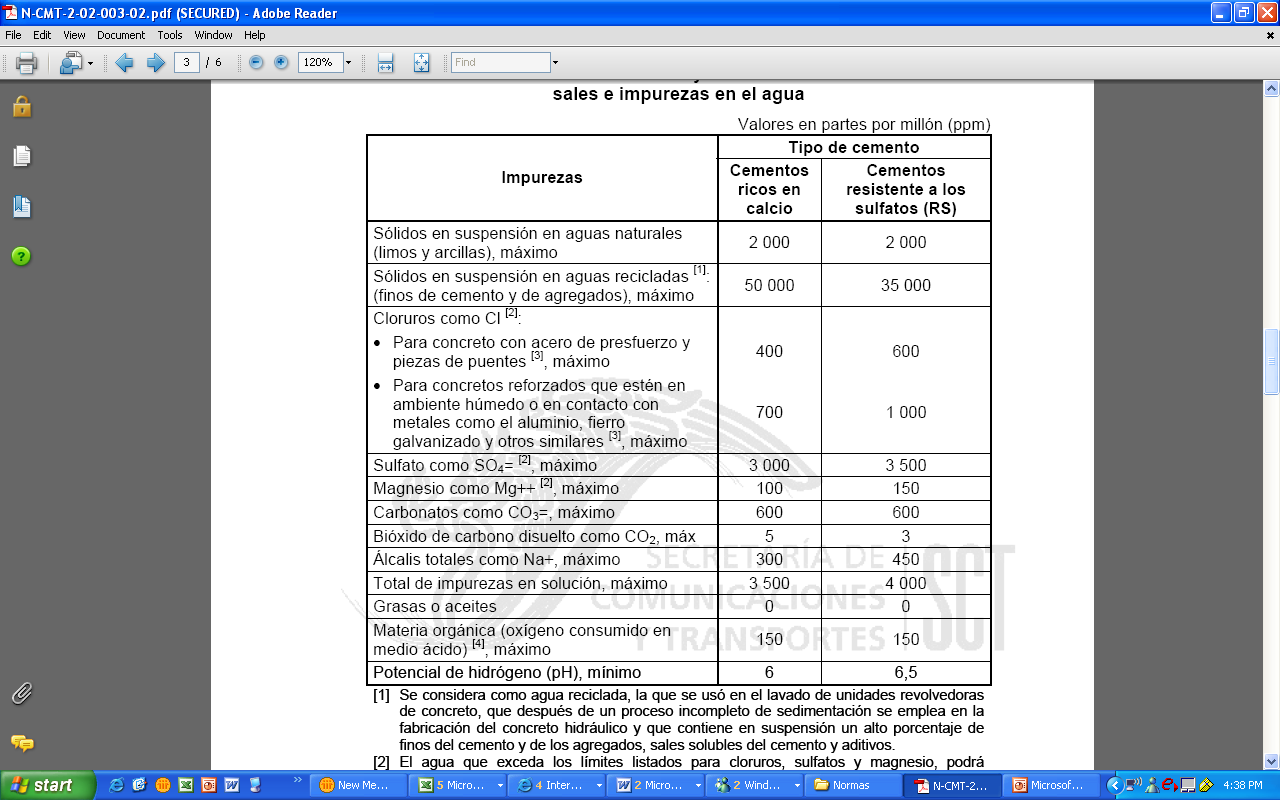 N-CMT-2-02-003-02.pdf (SECURED) - Adobe Reader
File Edit View Document Tools Window Help
3 / 6 120% Find
sales e impurezas en el agua
Valores en partes por millón (ppm)
Impurezas
Tipo de cemento
Cementos ricos en calcio
Cementos resistente a los sulfatos (RS)
Sólidos en suspensión en aguas naturales
(limos y arcillas), máximo 2 000 2 000
Sólidos en suspensión en aguas recicladas [1]:
(finos de cemento y de agregados), máximo 50 000 35 000
Cloruros como Cl [2]:
• Para concreto con acero de presfuerzo y
piezas de puentes [3], máximo 400 600
• Para concretos reforzados que estén en
ambiente húmedo o en contacto con
metales como el aluminio, fierro
galvanizado y otros similares [3], máximo 700 1 000
Sulfato como SO4= [2], máximo 3 000 3 500
Magnesio como Mg++ [2], máximo 100 150
Carbonatos como CO3=, máximo 600 600
Bióxido de carbono disuelto como CO2, máx 5 3
Álcalis totales como Na+, máximo 300 450
Total de impurezas en solución, máximo 3 500 4 000
Grasas o aceites 0 0
Materia orgánica (oxígeno consumido en
medio ácido) [4], máximo 150 150
Potencial de hidrógeno (pH), mínimo 6 6,5
SECRETARÍA DE
COMUNICACIONES
Y TRANSPORTES
SCT
[1] Se considera como agua reciclada, la que se usó en el lavado de unidades revolvedoras
de concreto, que después de un proceso incompleto de sedimentación se emplea en la
fabricación del concreto hidráulico y que contiene en suspensión un alto porcentaje de
finos del cemento y de los agregados, sales solubles del cemento y aditivos.
[2] El agua que exceda los límites listados para cloruros, sulfatos y magnesio, podrá
start New Me... 5 Micro... 4 Inter... 2 Micro... 2 Wind... Normas N-CMT-2... Microsof... 4:38 PM